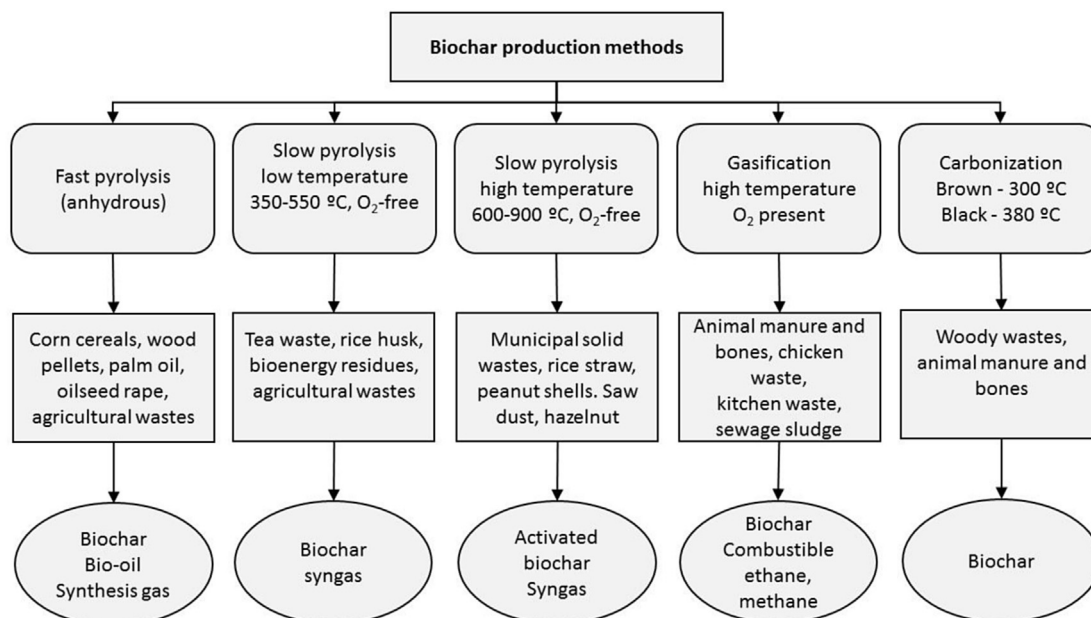 Biochar production methods
Fast pyrolysis
(anhydrous)
Slow pyrolysis
low temperature
350-550 ºC, O₂-free
Slow pyrolysis
high temperature
600-900 ºC, O₂-free
Gasification
high temperature
O₂ present
Carbonization
Brown - 300 ºC
Black - 380 ºC
Corn cereals, wood
pellets, palm oil,
oilseed rape,
agricultural wastes
Tea waste, rice husk,
bioenergy residues,
agricultural wastes
Municipal solid
wastes, rice straw,
peanut shells. Saw
dust, hazelnut
Animal manure and
bones, chicken
waste,
kitchen waste,
sewage sludge
Woody wastes,
animal manure and
bones
Biochar
Bio-oil
Synthesis gas
Biochar
syngas
Activated
biochar
Syngas
Biochar
Combustible
ethane,
methane
Biochar